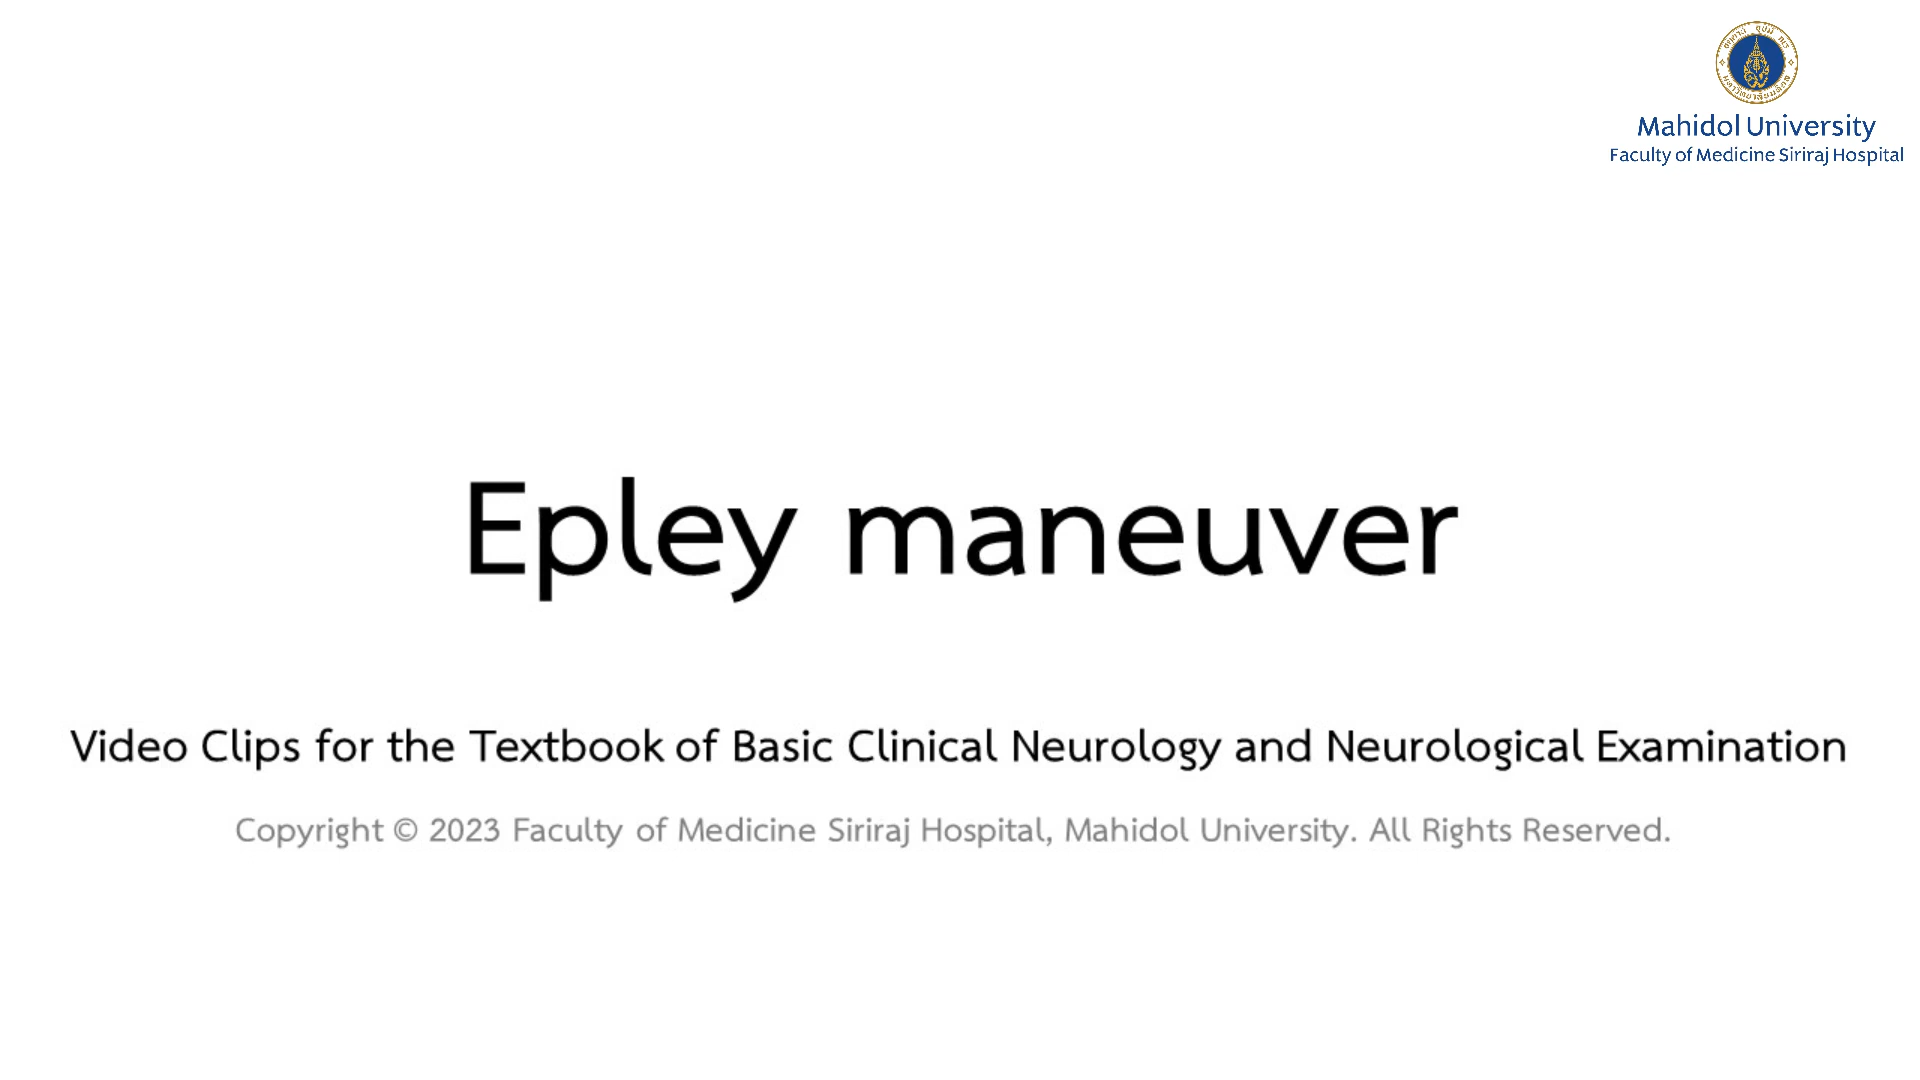 Mahidol University
Faculty of Medicine Siriraj Hospital
Epley maneuver
Video Clips for the Textbook of Basic Clinical Neurology and Neurological Examination
Copyright © 2023 Faculty of Medicine Siriraj Hospital, Mahidol University. All Rights Reserved.